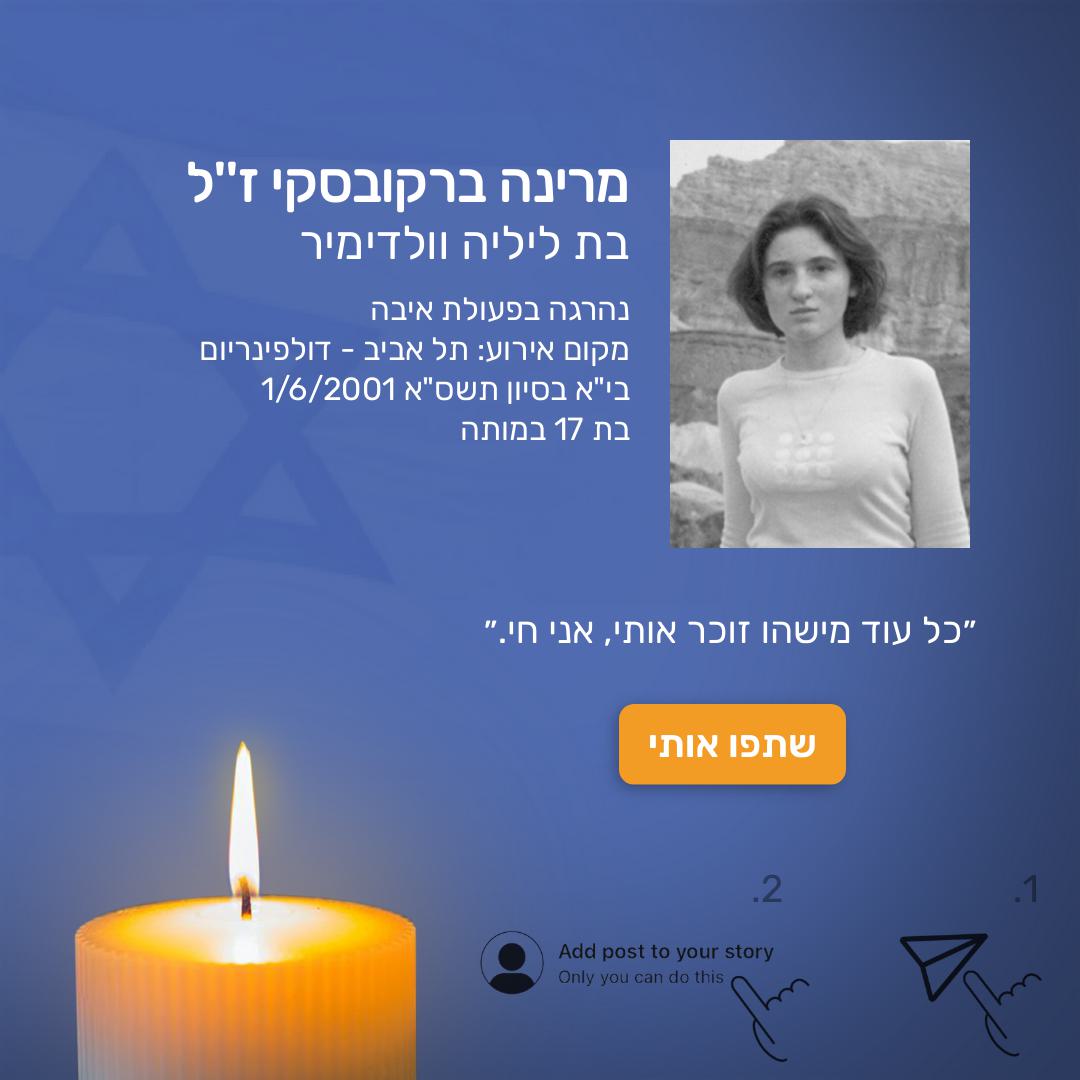 מרינה ברקובסקי ז"ל
בת ליליה וולדימיר
נהרגה בפעולת איבה
מקום אירוע: תל אביב - דולפינריום
בי"א בסיון תשס"א 1/6/2001
בת 17 במותה
״כל עוד מישהו זוכר אותי, אני חי.״
שתפו אותי
1.
2.
Add post to your story
Only you can do this